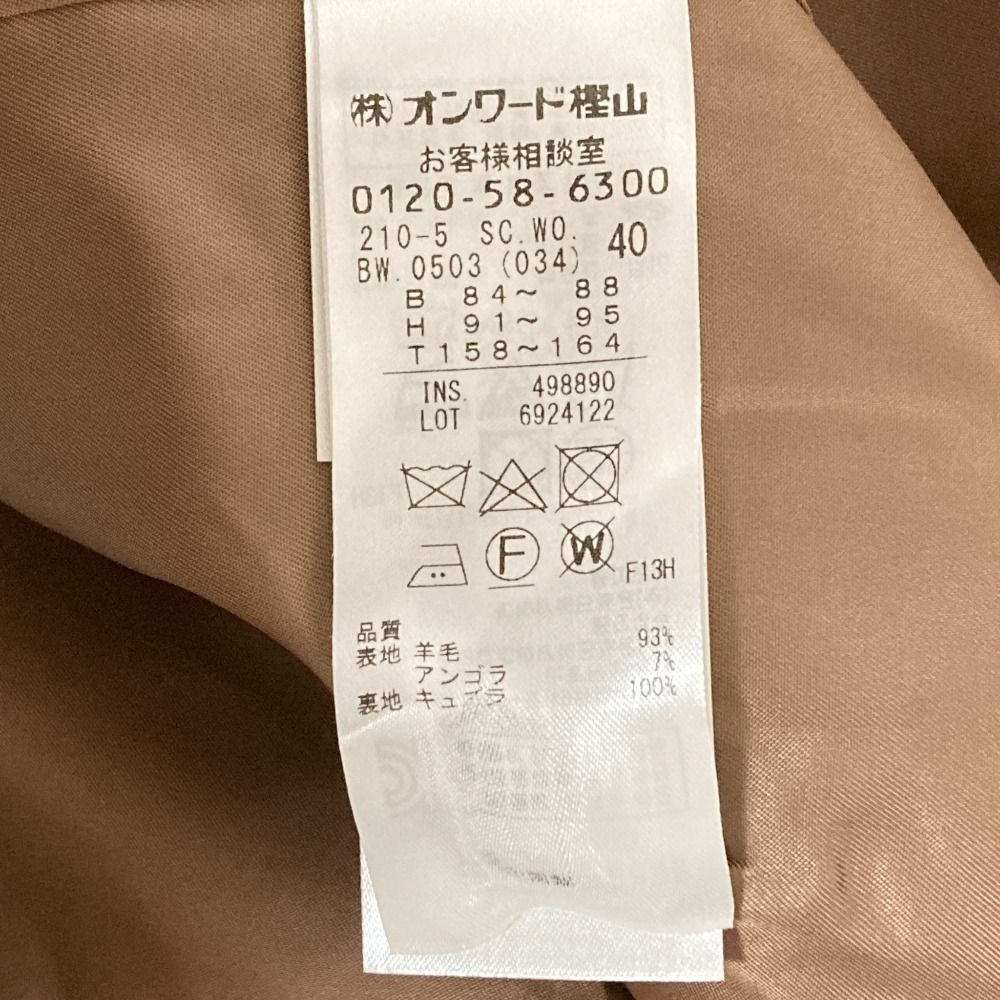 (株)オンワード樫山
お客様相談室
0120-58-6300
210-5 SC.WO. 40
BW.0503 (034)
B 84〜 88
H 91〜 95
T158〜164
INS. 498890
LOT 6924122
F W F13H
品質
表地 羊毛 93%
アンゴラ 7%
裏地 キュプラ 100%